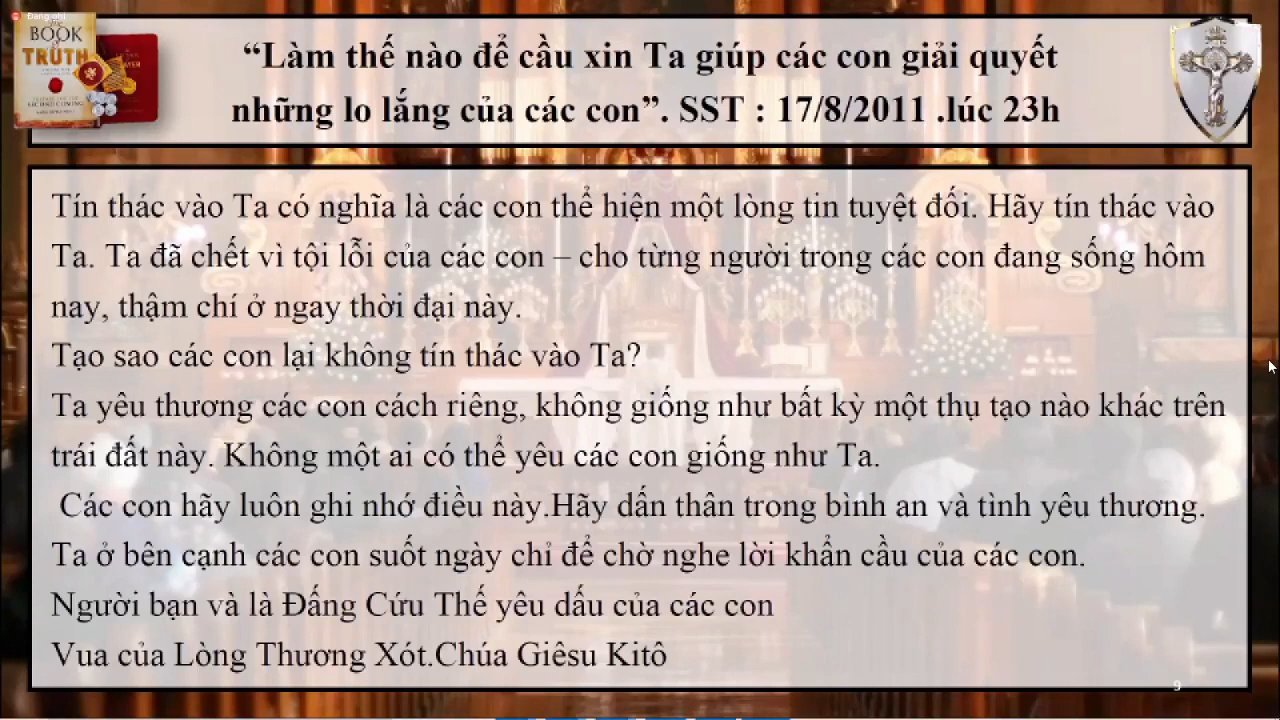 Đang ghi
THE
BOOK
OF
TRUTH
“Làm thế nào để cầu xin Ta giúp các con giải quyết
những lo lắng của các con”. SST : 17/8/2011 .lúc 23h
Tín thác vào Ta có nghĩa là các con thể hiện một lòng tin tuyệt đối. Hãy tín thác vào
Ta. Ta đã chết vì tội lỗi của các con – cho từng người trong các con đang sống hôm
nay, thậm chí ở ngay thời đại này.
Tạo sao các con lại không tín thác vào Ta?
Ta yêu thương các con cách riêng, không giống như bất kỳ một thụ tạo nào khác trên
trái đất này. Không một ai có thể yêu các con giống như Ta.
Các con hãy luôn ghi nhớ điều này.Hãy dấn thân trong bình an và tình yêu thương.
Ta ở bên cạnh các con suốt ngày chỉ để chờ nghe lời khẩn cầu của các con.
Người bạn và là Đấng Cứu Thế yêu dấu của các con
Vua của Lòng Thương Xót.Chúa Giêsu Kitô
9